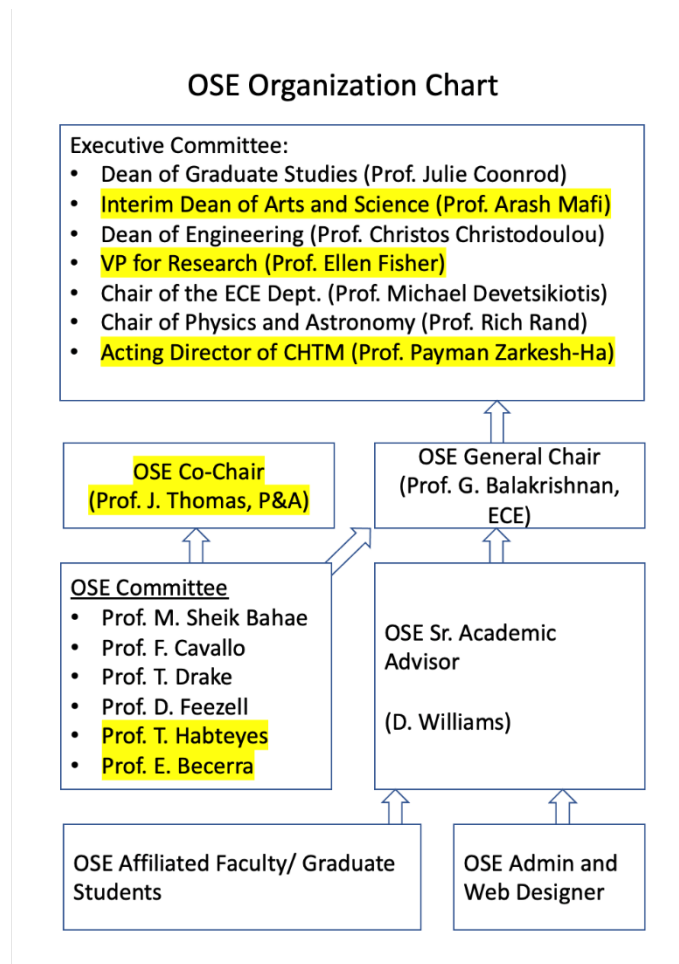 OSE Organization Chart
Executive Committee:
• Dean of Graduate Studies (Prof. Julie Coonrod)
• Interim Dean of Arts and Science (Prof. Arash Mafi)
• Dean of Engineering (Prof. Christos Christodoulou)
• VP for Research (Prof. Ellen Fisher)
• Chair of the ECE Dept. (Prof. Michael Devetsikiotis)
• Chair of Physics and Astronomy (Prof. Rich Rand)
• Acting Director of CHTM (Prof. Payman Zarkesh-Ha)
OSE Co-Chair
(Prof. J. Thomas, P&A)
OSE General Chair
(Prof. G. Balakrishnan,
ECE)
OSE Committee
• Prof. M. Sheik Bahae
• Prof. F. Cavallo
• Prof. T. Drake
• Prof. D. Feezell
• Prof. T. Habteyes
• Prof. E. Becerra
OSE Sr. Academic
Advisor
(D. Williams)
OSE Affiliated Faculty/ Graduate
Students
OSE Admin and
Web Designer